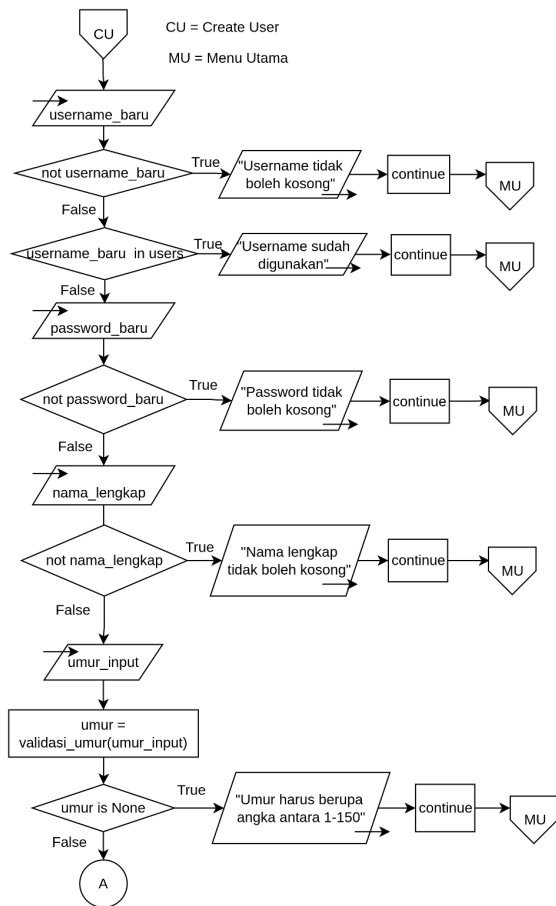 CU
CU = Create User
MU = Menu Utama
username_baru
not username_baru
True
"Username tidak
boleh kosong"
continue
MU
False
username_baru in users
True
"Username sudah
digunakan"
continue
MU
False
password_baru
not password_baru
True
"Password tidak
boleh kosong"
continue
MU
False
nama_lengkap
not nama_lengkap
True
"Nama lengkap
tidak boleh kosong"
continue
MU
False
umur_input
umur =
validasi_umur(umur_input)
umur is None
True
"Umur harus berupa
angka antara 1-150"
continue
MU
False
A